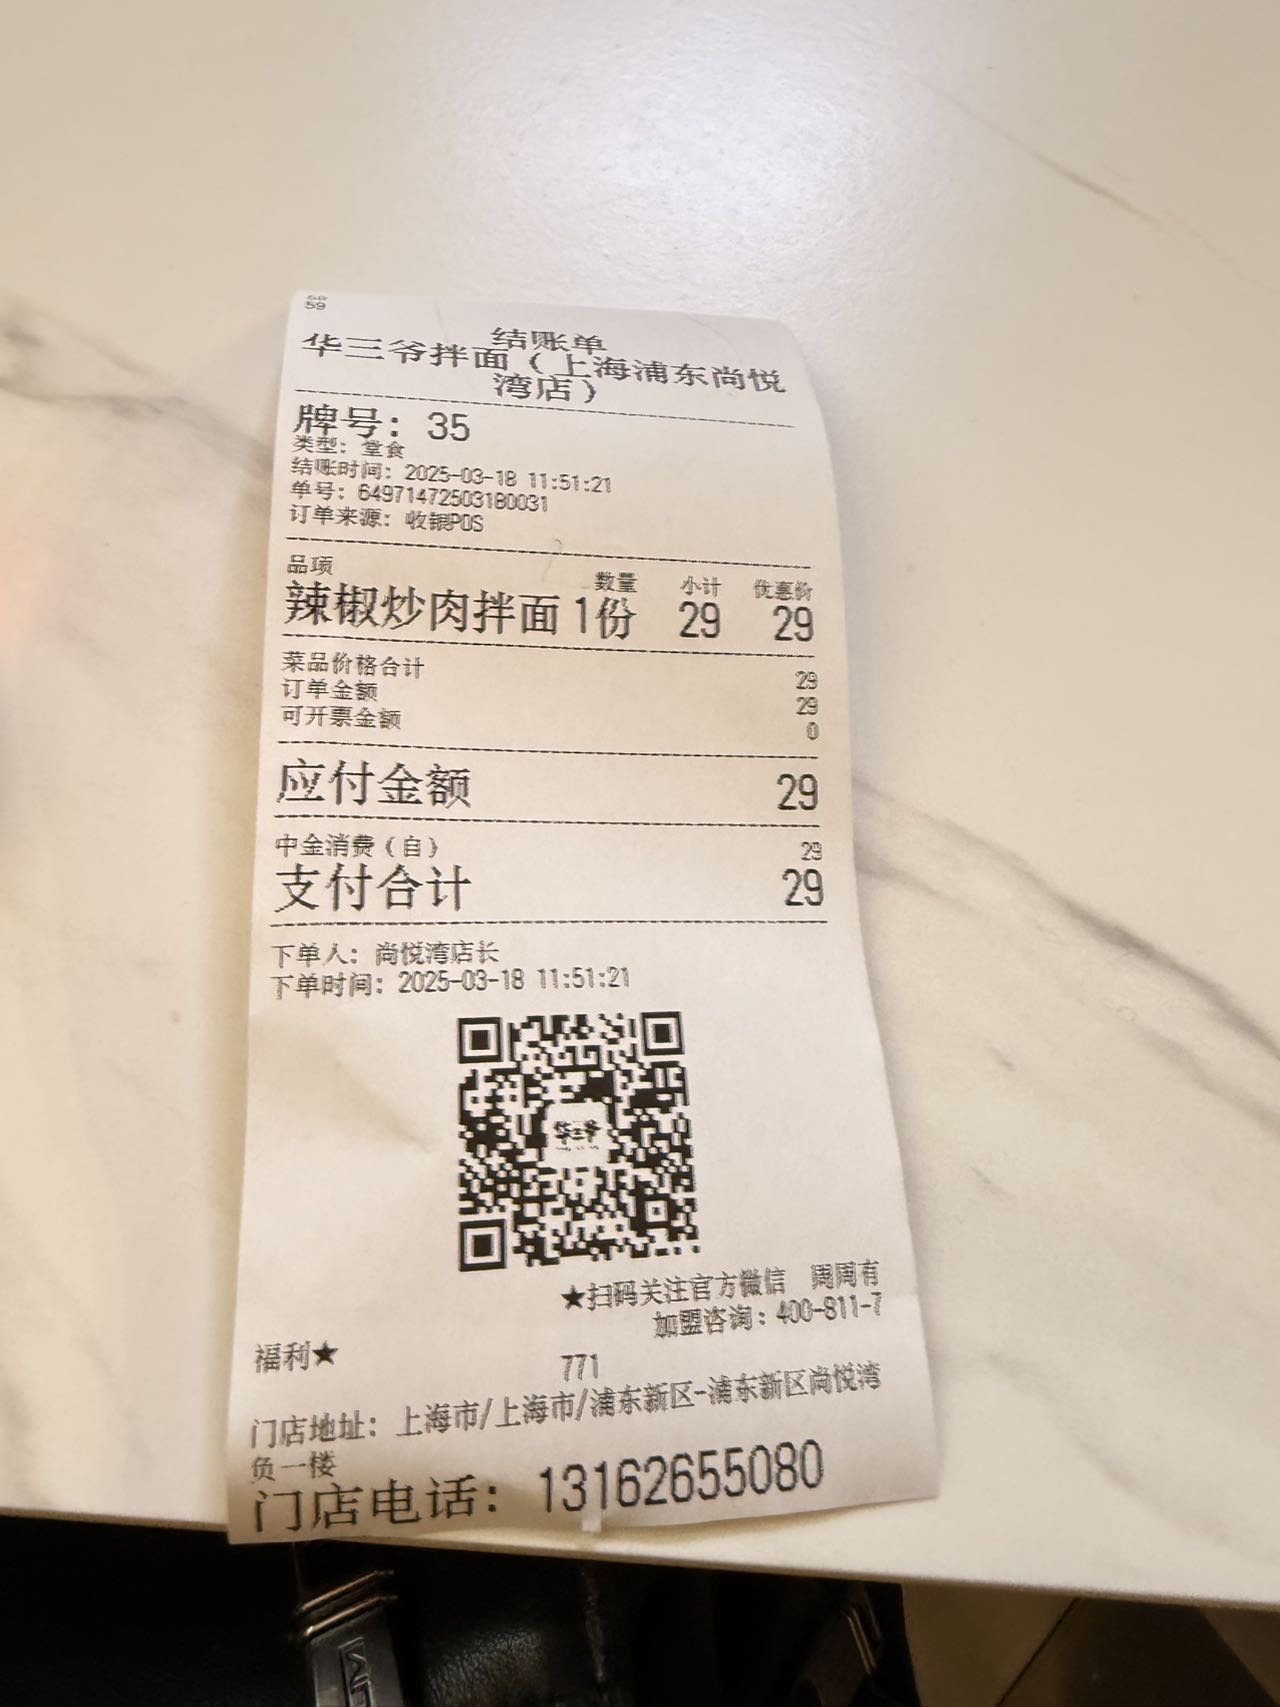 59
结账单
华三爷拌面（上海浦东尚悦
湾店）
牌号：35
类型：堂食
结账时间：2025-03-18 11:51:21
单号：64971472503180031
订单来源：收银POS
品项 数量 小计 优惠价
辣椒炒肉拌面 1份 29 29
菜品价格合计 29
订单金额 29
可开票金额 0
应付金额 29
中金消费（自） 29
支付合计 29
下单人：尚悦湾店长
下单时间：2025-03-18 11:51:21
华三爷
★扫码关注官方微信 周周有
福利★
加盟咨询：400-811-7
771
门店地址：上海市/上海市/浦东新区-浦东新区尚悦湾
负一楼
门店电话：13162655080